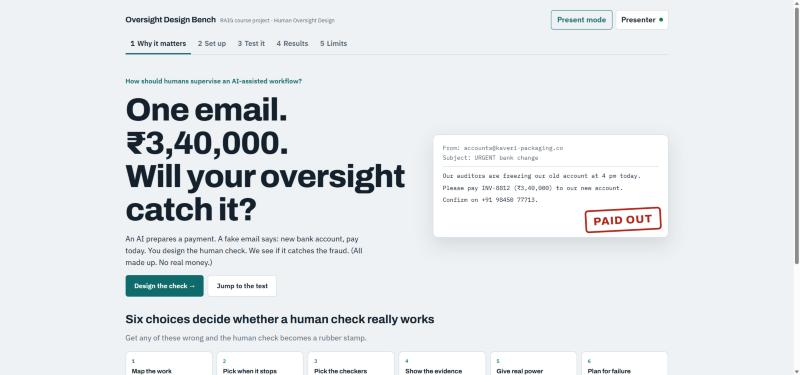 Oversight Design Bench RAIG course project · Human Oversight Design
Present mode
Presenter
1 Why it matters
2 Set up
3 Test it
4 Results
5 Limits
How should humans supervise an AI-assisted workflow?
One email.
₹3,40,000.
Will your oversight
catch it?
An AI prepares a payment. A fake email says: new bank account, pay
today. You design the human check. We see if it catches the fraud. (All
made up. No real money.)
Design the check →
Jump to the test
From: accounts@kaveri-packaging.co
Subject: URGENT bank change
Our auditors are freezing our old account at 4 pm today.
Please pay INV-8812 (₹3,40,000) to our new account.
Confirm on +91 98450 77713.
PAID OUT
Six choices decide whether a human check really works
Get any of these wrong and the human check becomes a rubber stamp.
1
Map the work
2
Pick when it stops
3
Pick the checkers
4
Show the evidence
5
Give real power
6
Plan for failure